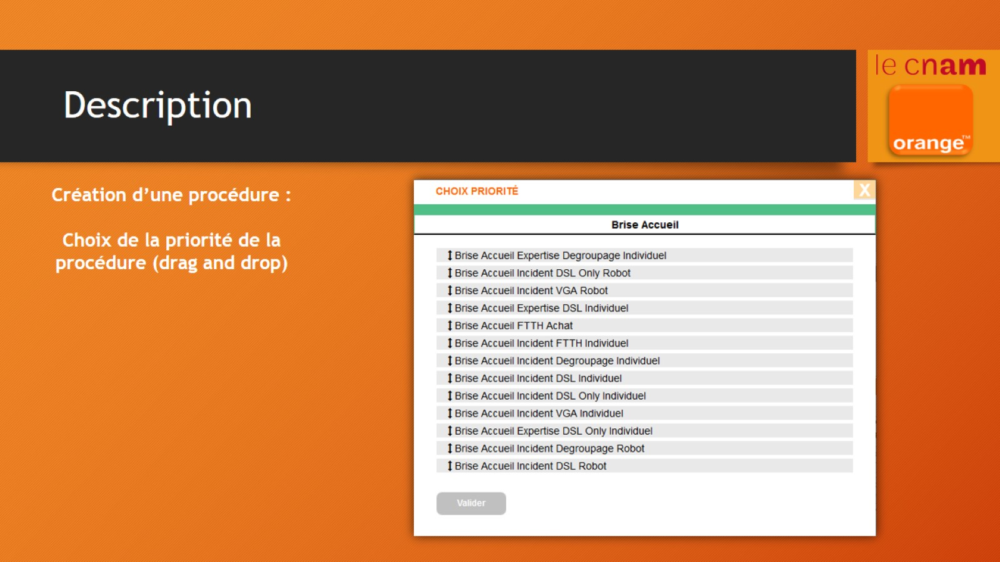 Description
le cnam
orange™
Création d’une procédure :
Choix de la priorité de la
procédure (drag and drop)
CHOIX PRIORITÉ
X
Brise Accueil
Brise Accueil Expertise Degroupage Individuel
Brise Accueil Incident DSL Only Robot
Brise Accueil Incident VGA Robot
Brise Accueil Expertise DSL Individuel
Brise Accueil FTTH Achat
Brise Accueil Incident FTTH Individuel
Brise Accueil Incident Degroupage Individuel
Brise Accueil Incident DSL Individuel
Brise Accueil Incident DSL Only Individuel
Brise Accueil Incident VGA Individuel
Brise Accueil Expertise DSL Only Individuel
Brise Accueil Incident Degroupage Robot
Brise Accueil Incident DSL Robot
Valider